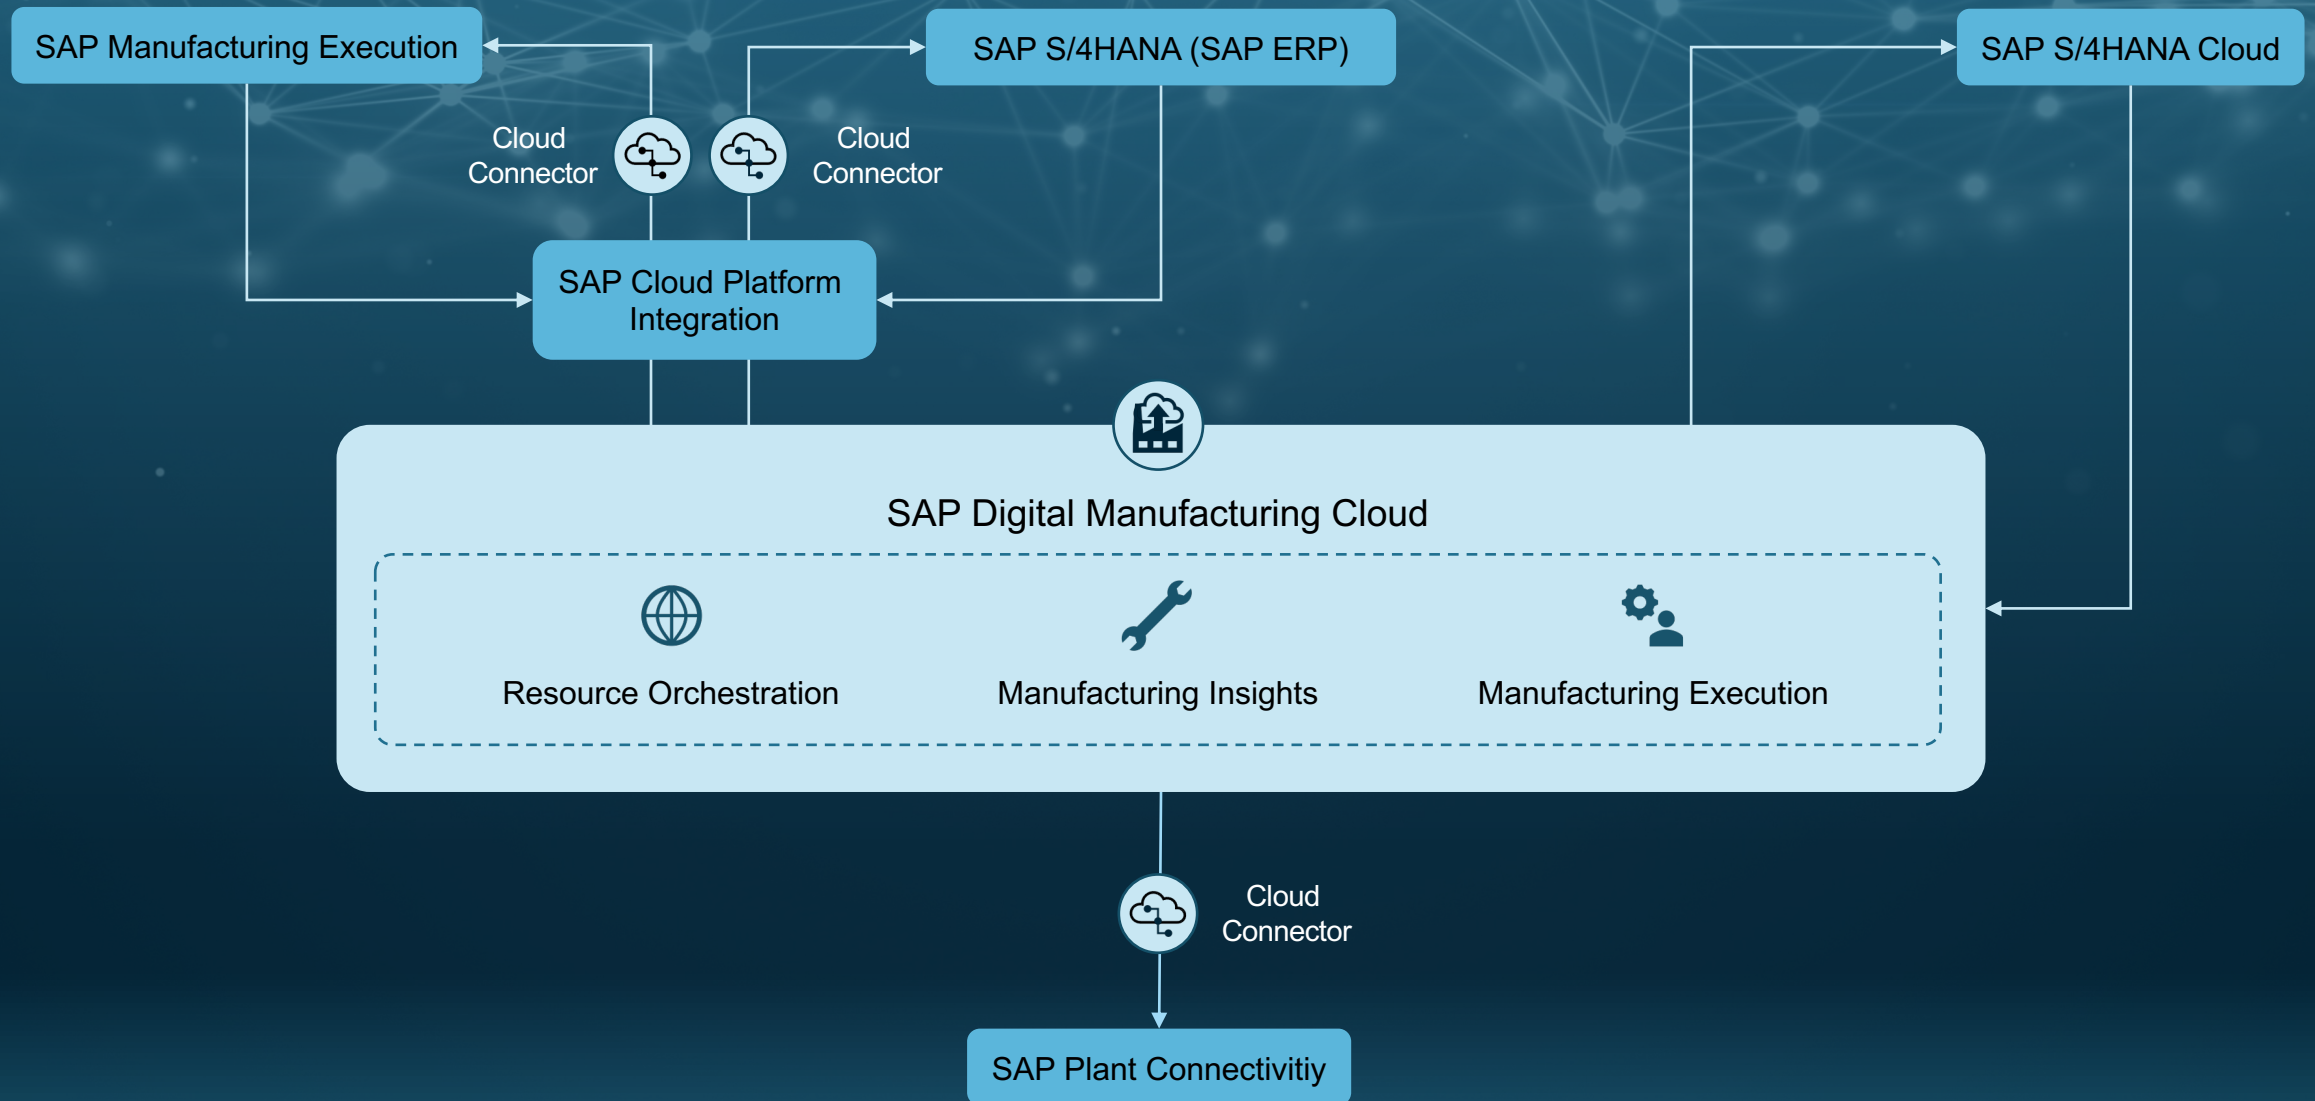 SAP Manufacturing Execution
SAP S/4HANA (SAP ERP)
SAP S/4HANA Cloud
Cloud
Connector
Cloud
Connector
SAP Cloud Platform
Integration
SAP Digital Manufacturing Cloud
Resource Orchestration
Manufacturing Insights
Manufacturing Execution
Cloud
Connector
SAP Plant Connectivitiy